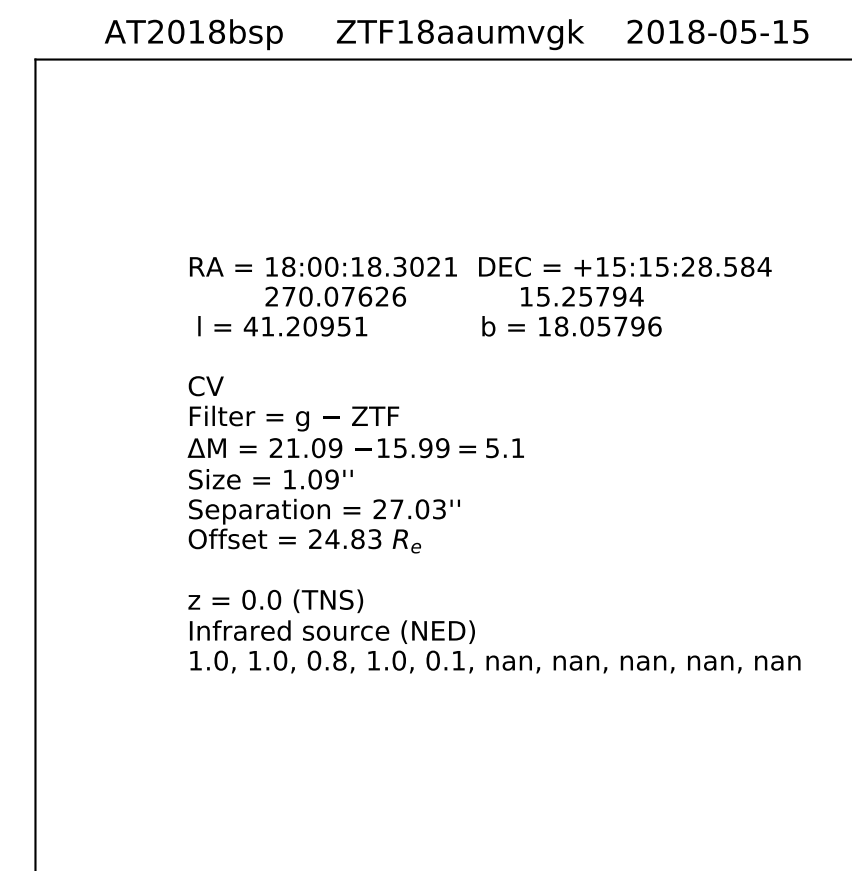 AT2018bsp ZTF18aaumvgk 2018-05-15
RA = 18:00:18.3021 DEC = +15:15:28.584
270.07626 15.25794
l = 41.20951 b = 18.05796
CV
Filter = g − ZTF
ΔM = 21.09 −15.99 = 5.1
Size = 1.09''
Separation = 27.03''
Offset = 24.83 Rₑ
z = 0.0 (TNS)
Infrared source (NED)
1.0, 1.0, 0.8, 1.0, 0.1, nan, nan, nan, nan, nan